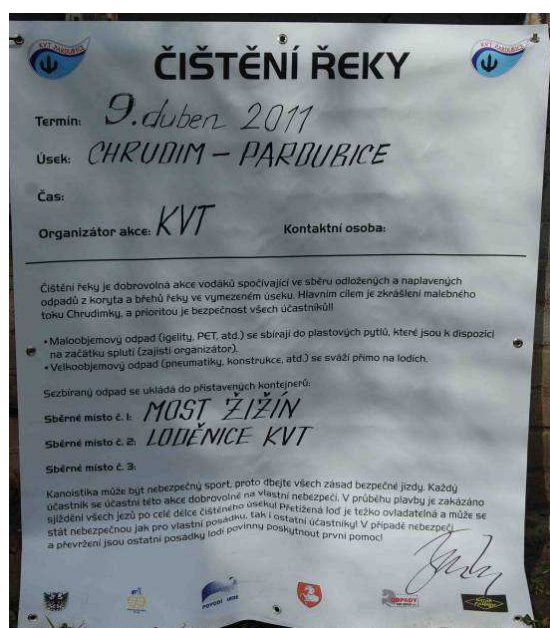 KVT PARDUBICE
KVT PARDUBICE
ČIŠTĚNÍ ŘEKY
Termín: 9. duben 2011
Úsek: CHRUDIM - PARDUBICE
Čas:
Organizátor akce: KVT Kontaktní osoba:
Čištění řeky je dobrovolná akce vodáků spočívající ve sběru odložených a naplavených
odpadů z koryta a břehů řeky ve vymezeném úseku. Hlavním cílem je zkrášlení malebného
toku Chrudimky, a prioritou je bezpečnost všech účastníků!!
• Maloobjemový odpad (igelity, PET, atd.) se sbírají do plastových pytlů, které jsou k dispozici
na začátku splutí (zajistí organizátor).
• Velkoobjemový odpad (pneumatiky, konstrukce, atd.) se sváží přímo na lodích.
Sezbíraný odpad se ukládá do přistavených kontejnerů:
Sběrné místo č. 1: MOST ŽIŽÍN
Sběrné místo č. 2: LODĚNICE KVT
Sběrné místo č. 3:
Kanoistika může být nebezpečný sport, proto dbejte všech zásad bezpečné jízdy. Každý
účastník se účastní této akce dobrovolně na vlastní nebezpečí. V průběhu plavby je zakázáno
sjíždění všech jezů po celé délce čištěného úseku! Přetížená loď je těžko ovladatelná a může se
stát nebezpečnou jak pro vlastní posádku, tak i ostatní účastníky! V případě nebezpečí
a převržení jsou ostatní posádky lodí povinny poskytnout první pomoc!
POVODÍ LABE
ODPADY